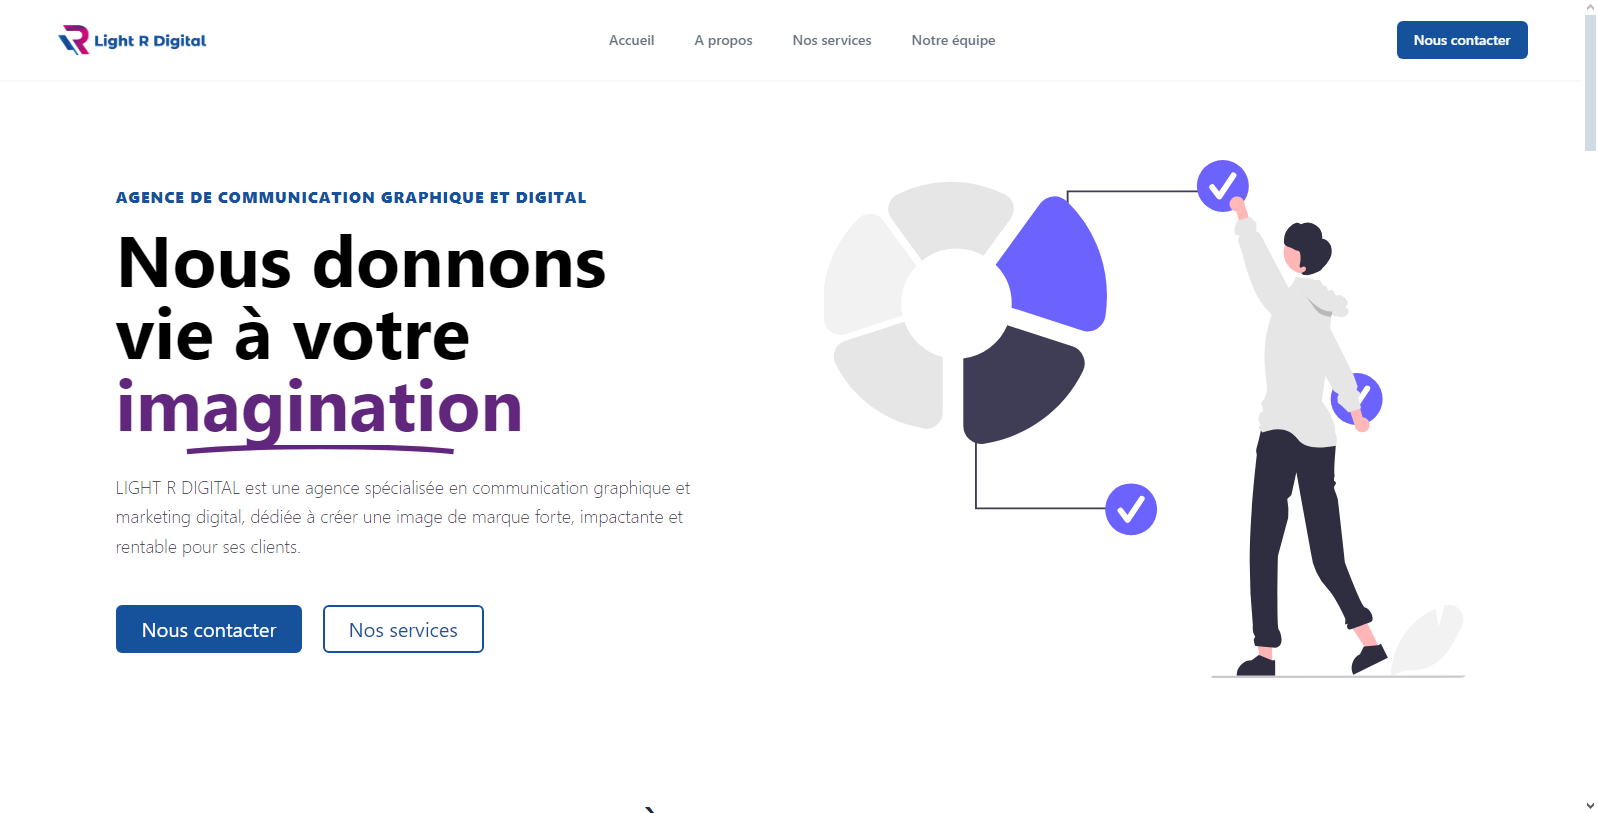 Light R Digital
Accueil
A propos
Nos services
Notre équipe
Nous contacter
AGENCE DE COMMUNICATION GRAPHIQUE ET DIGITAL
Nous donnons
vie à votre
imagination
LIGHT R DIGITAL est une agence spécialisée en communication graphique et
marketing digital, dédiée à créer une image de marque forte, impactante et
rentable pour ses clients.
Nous contacter
Nos services